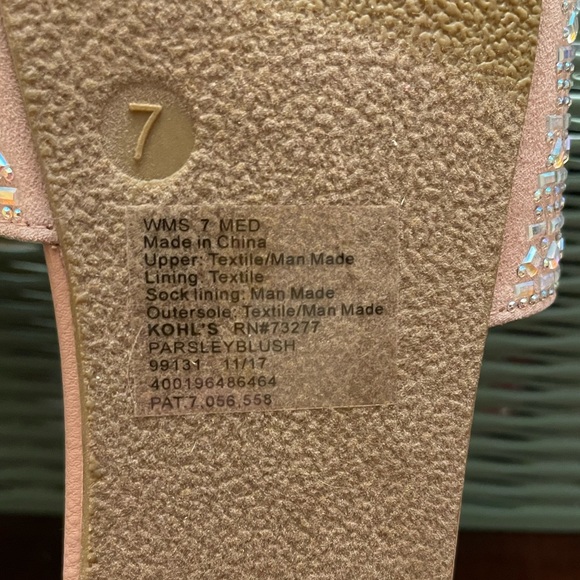 7
WMS 7 MED
Made in China
Upper: Textile/Man Made
Lining: Textile
Sock lining: Man Made
Outersole: Textile/Man Made
KOHL'S RN#73277
PARSLEYBLUSH
99131 11/17
400196486464
PAT.7,056,558